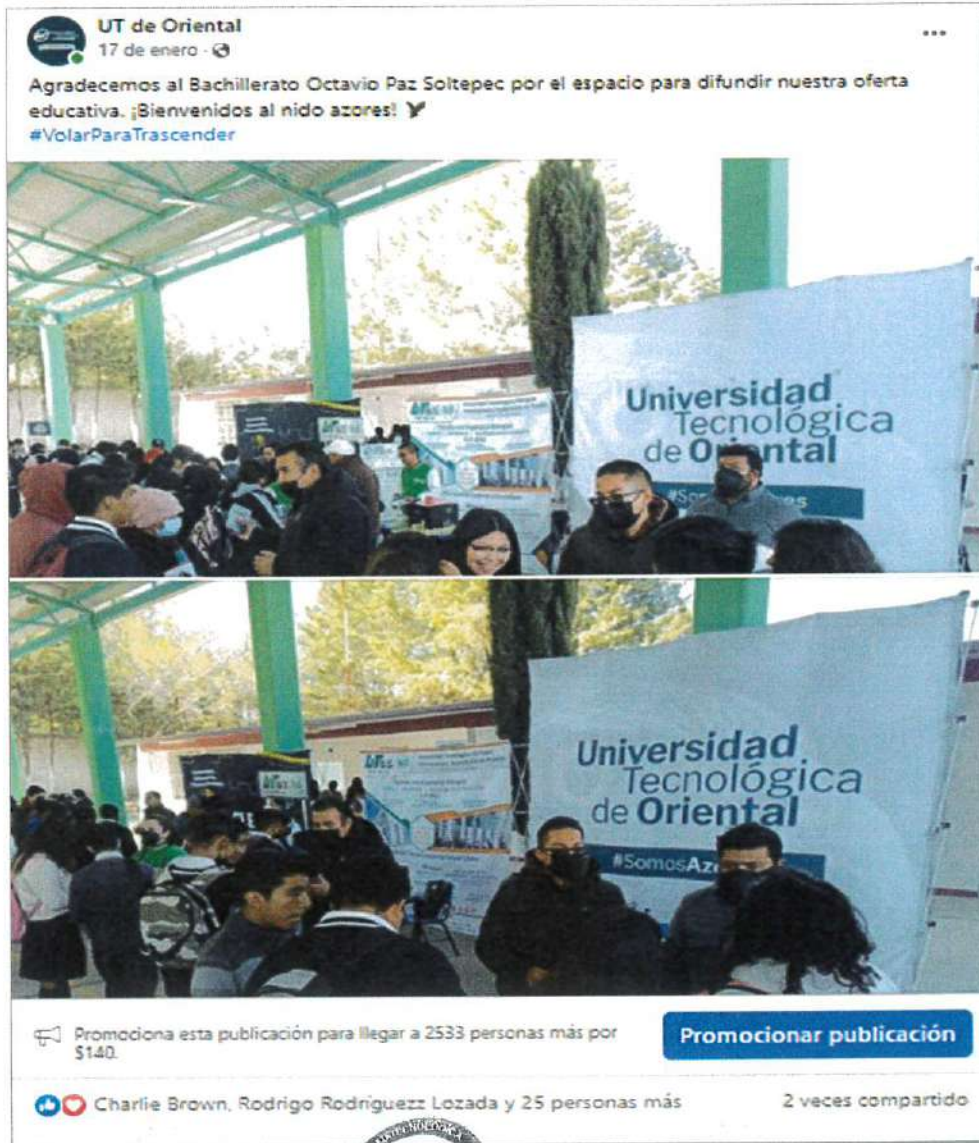 UT de Oriental
17 de enero
Agradecemos al Bachillerato Octavio Paz Soltepec por el espacio para difundir nuestra oferta
educativa. ¡Bienvenidos al nido azores!
#VolarParaTrascender
Universidad
Tecnológica
de Oriental
Universidad
Tecnológica
de Oriental
#SomosAz
Promociona esta publicación para llegar a 2533 personas más por
$140.
Promocionar publicación
Charlie Brown, Rodrigo Rodríguezz Lozada y 25 personas más
2 veces compartido